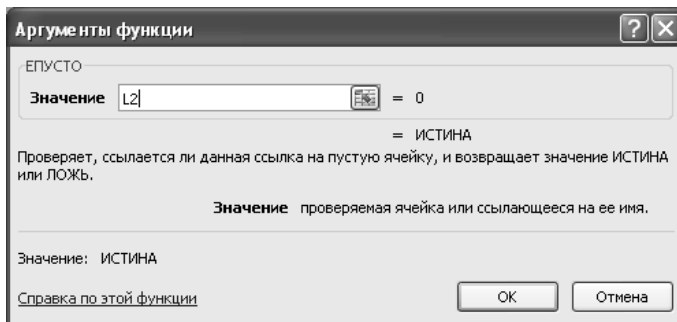 Аргументы функции
ЕПУСТО
Значение L2 = 0
= ИСТИНА
Проверяет, ссылается ли данная ссылка на пустую ячейку, и возвращает значение ИСТИНА
или ЛОЖЬ.
Значение проверяемая ячейка или ссылающееся на ее имя.
Значение: ИСТИНА
Справка по этой функции
ОК
Отмена